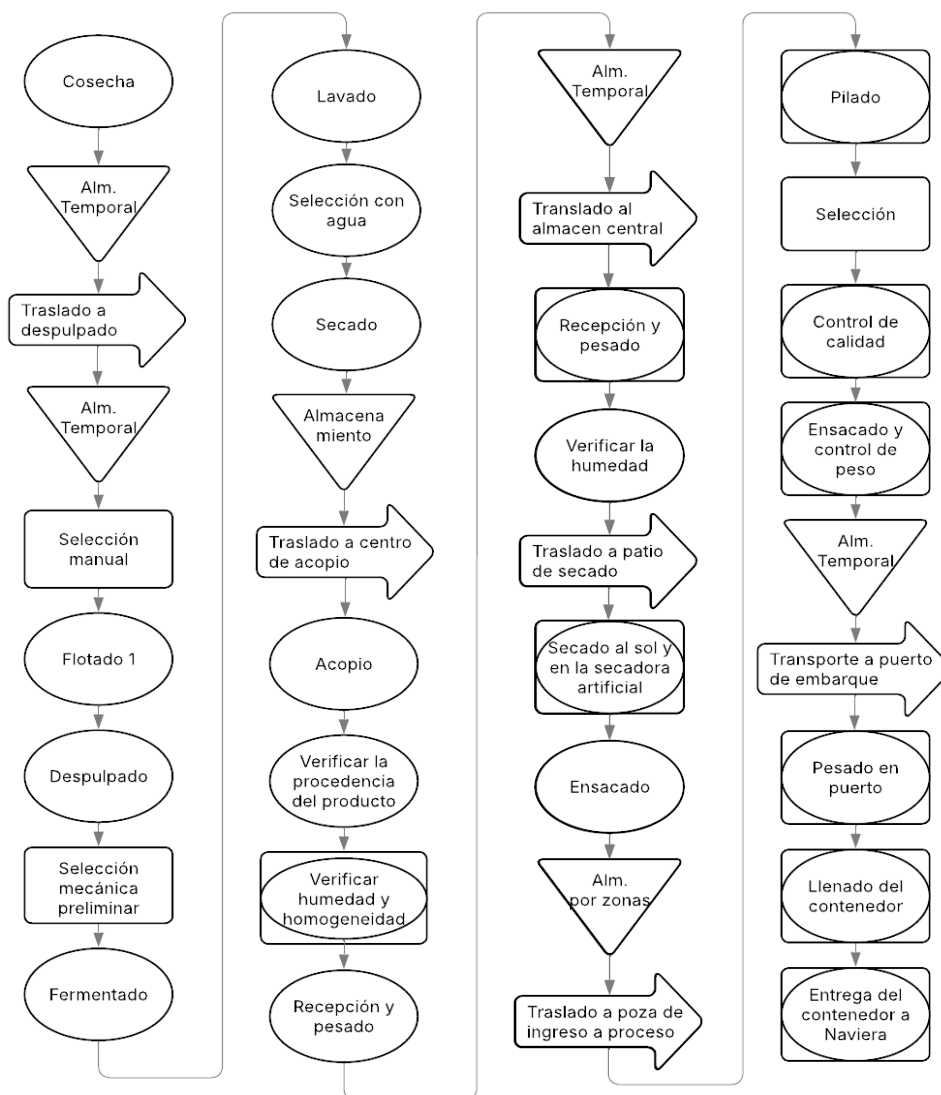 Cosecha
Alm.
Temporal
Traslado a
despulpado
Alm.
Temporal
Selección
manual
Flotado 1
Despulpado
Selección
mecánica
preliminar
Fermentado
Lavado
Selección con
agua
Secado
Almacena
miento
Traslado a centro
de acopio
Acopio
Verificar la
procedencia
del producto
Verificar
humedad y
homogeneidad
Recepción y
pesado
Alm.
Temporal
Translado al
almacen central
Recepción y
pesado
Verificar la
humedad
Traslado a patio
de secado
Secado al sol y
en la secadora
artificial
Ensacado
Alm.
por zonas
Traslado a poza de
ingreso a proceso
Pilado
Selección
Control de
calidad
Ensacado y
control de
peso
Alm.
Temporal
Transporte a puerto
de embarque
Pesado en
puerto
Llenado del
contenedor
Entrega del
contenedor a
Naviera